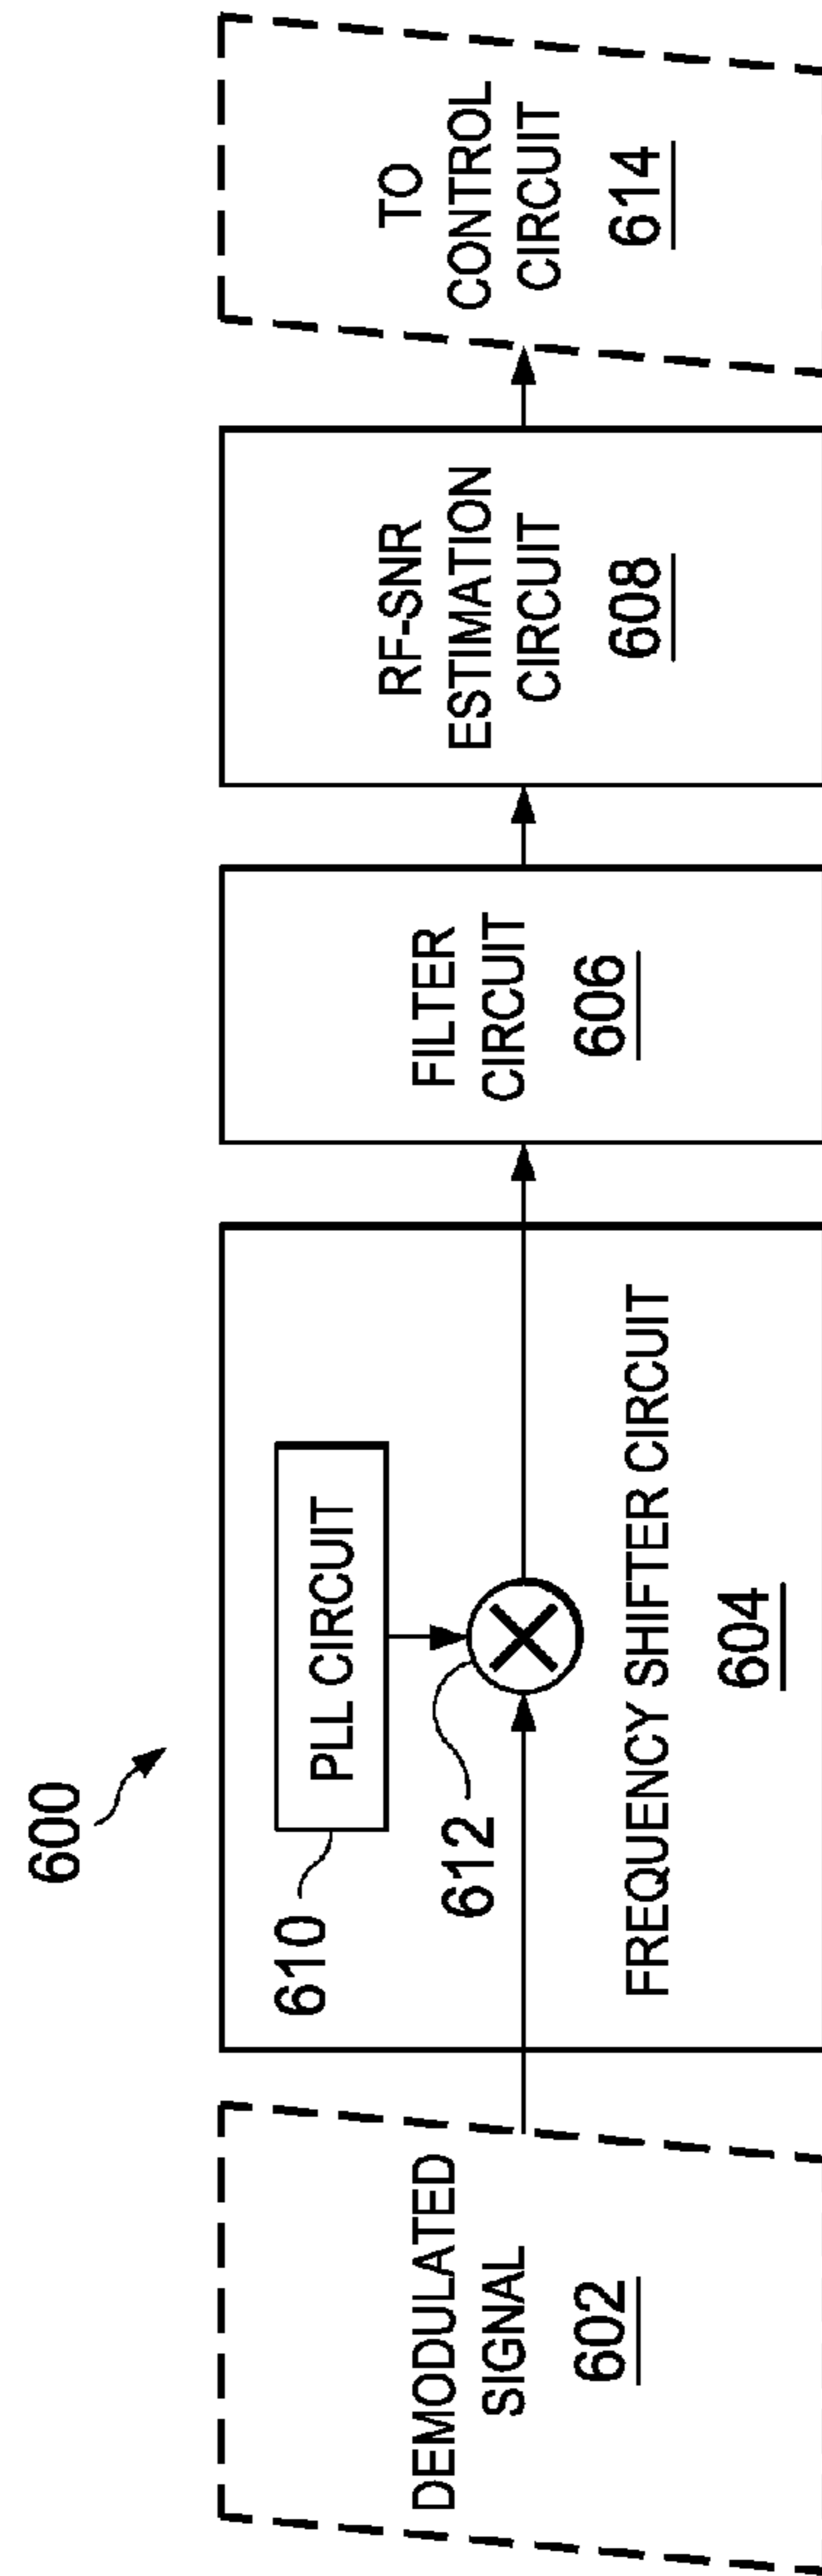 600
DEMODULATED
SIGNAL
602
610
PLL CIRCUIT
612
FREQUENCY SHIFTER CIRCUIT
604
FILTER
CIRCUIT
606
RF-SNR
ESTIMATION
CIRCUIT
608
TO
CONTROL
CIRCUIT
614